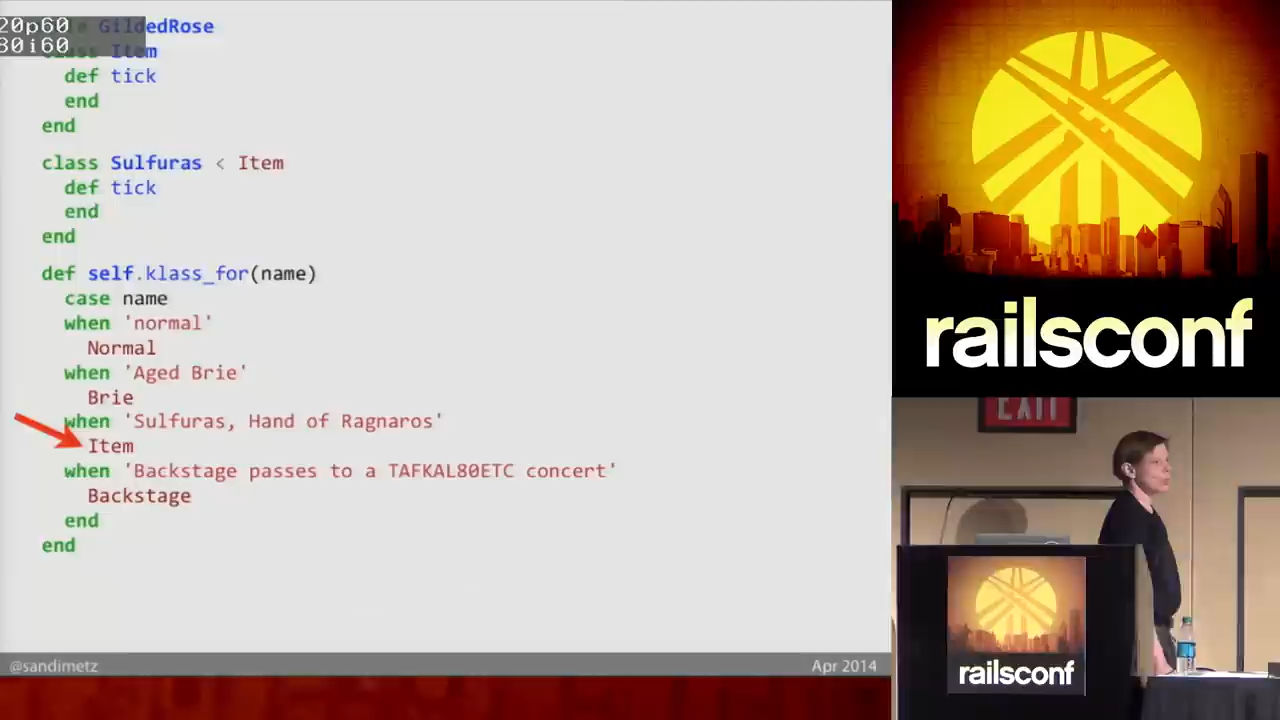 20p60
30i60
GildedRose
class Item
def tick
end
end
class Sulfuras < Item
def tick
end
end
def self.klass_for(name)
case name
when 'normal'
Normal
when 'Aged Brie'
Brie
when 'Sulfuras, Hand of Ragnaros'
Item
when 'Backstage passes to a TAFKAL80ETC concert'
Backstage
end
end
@sandimetz
Apr 2014
railsconf
EXIT
railsconf